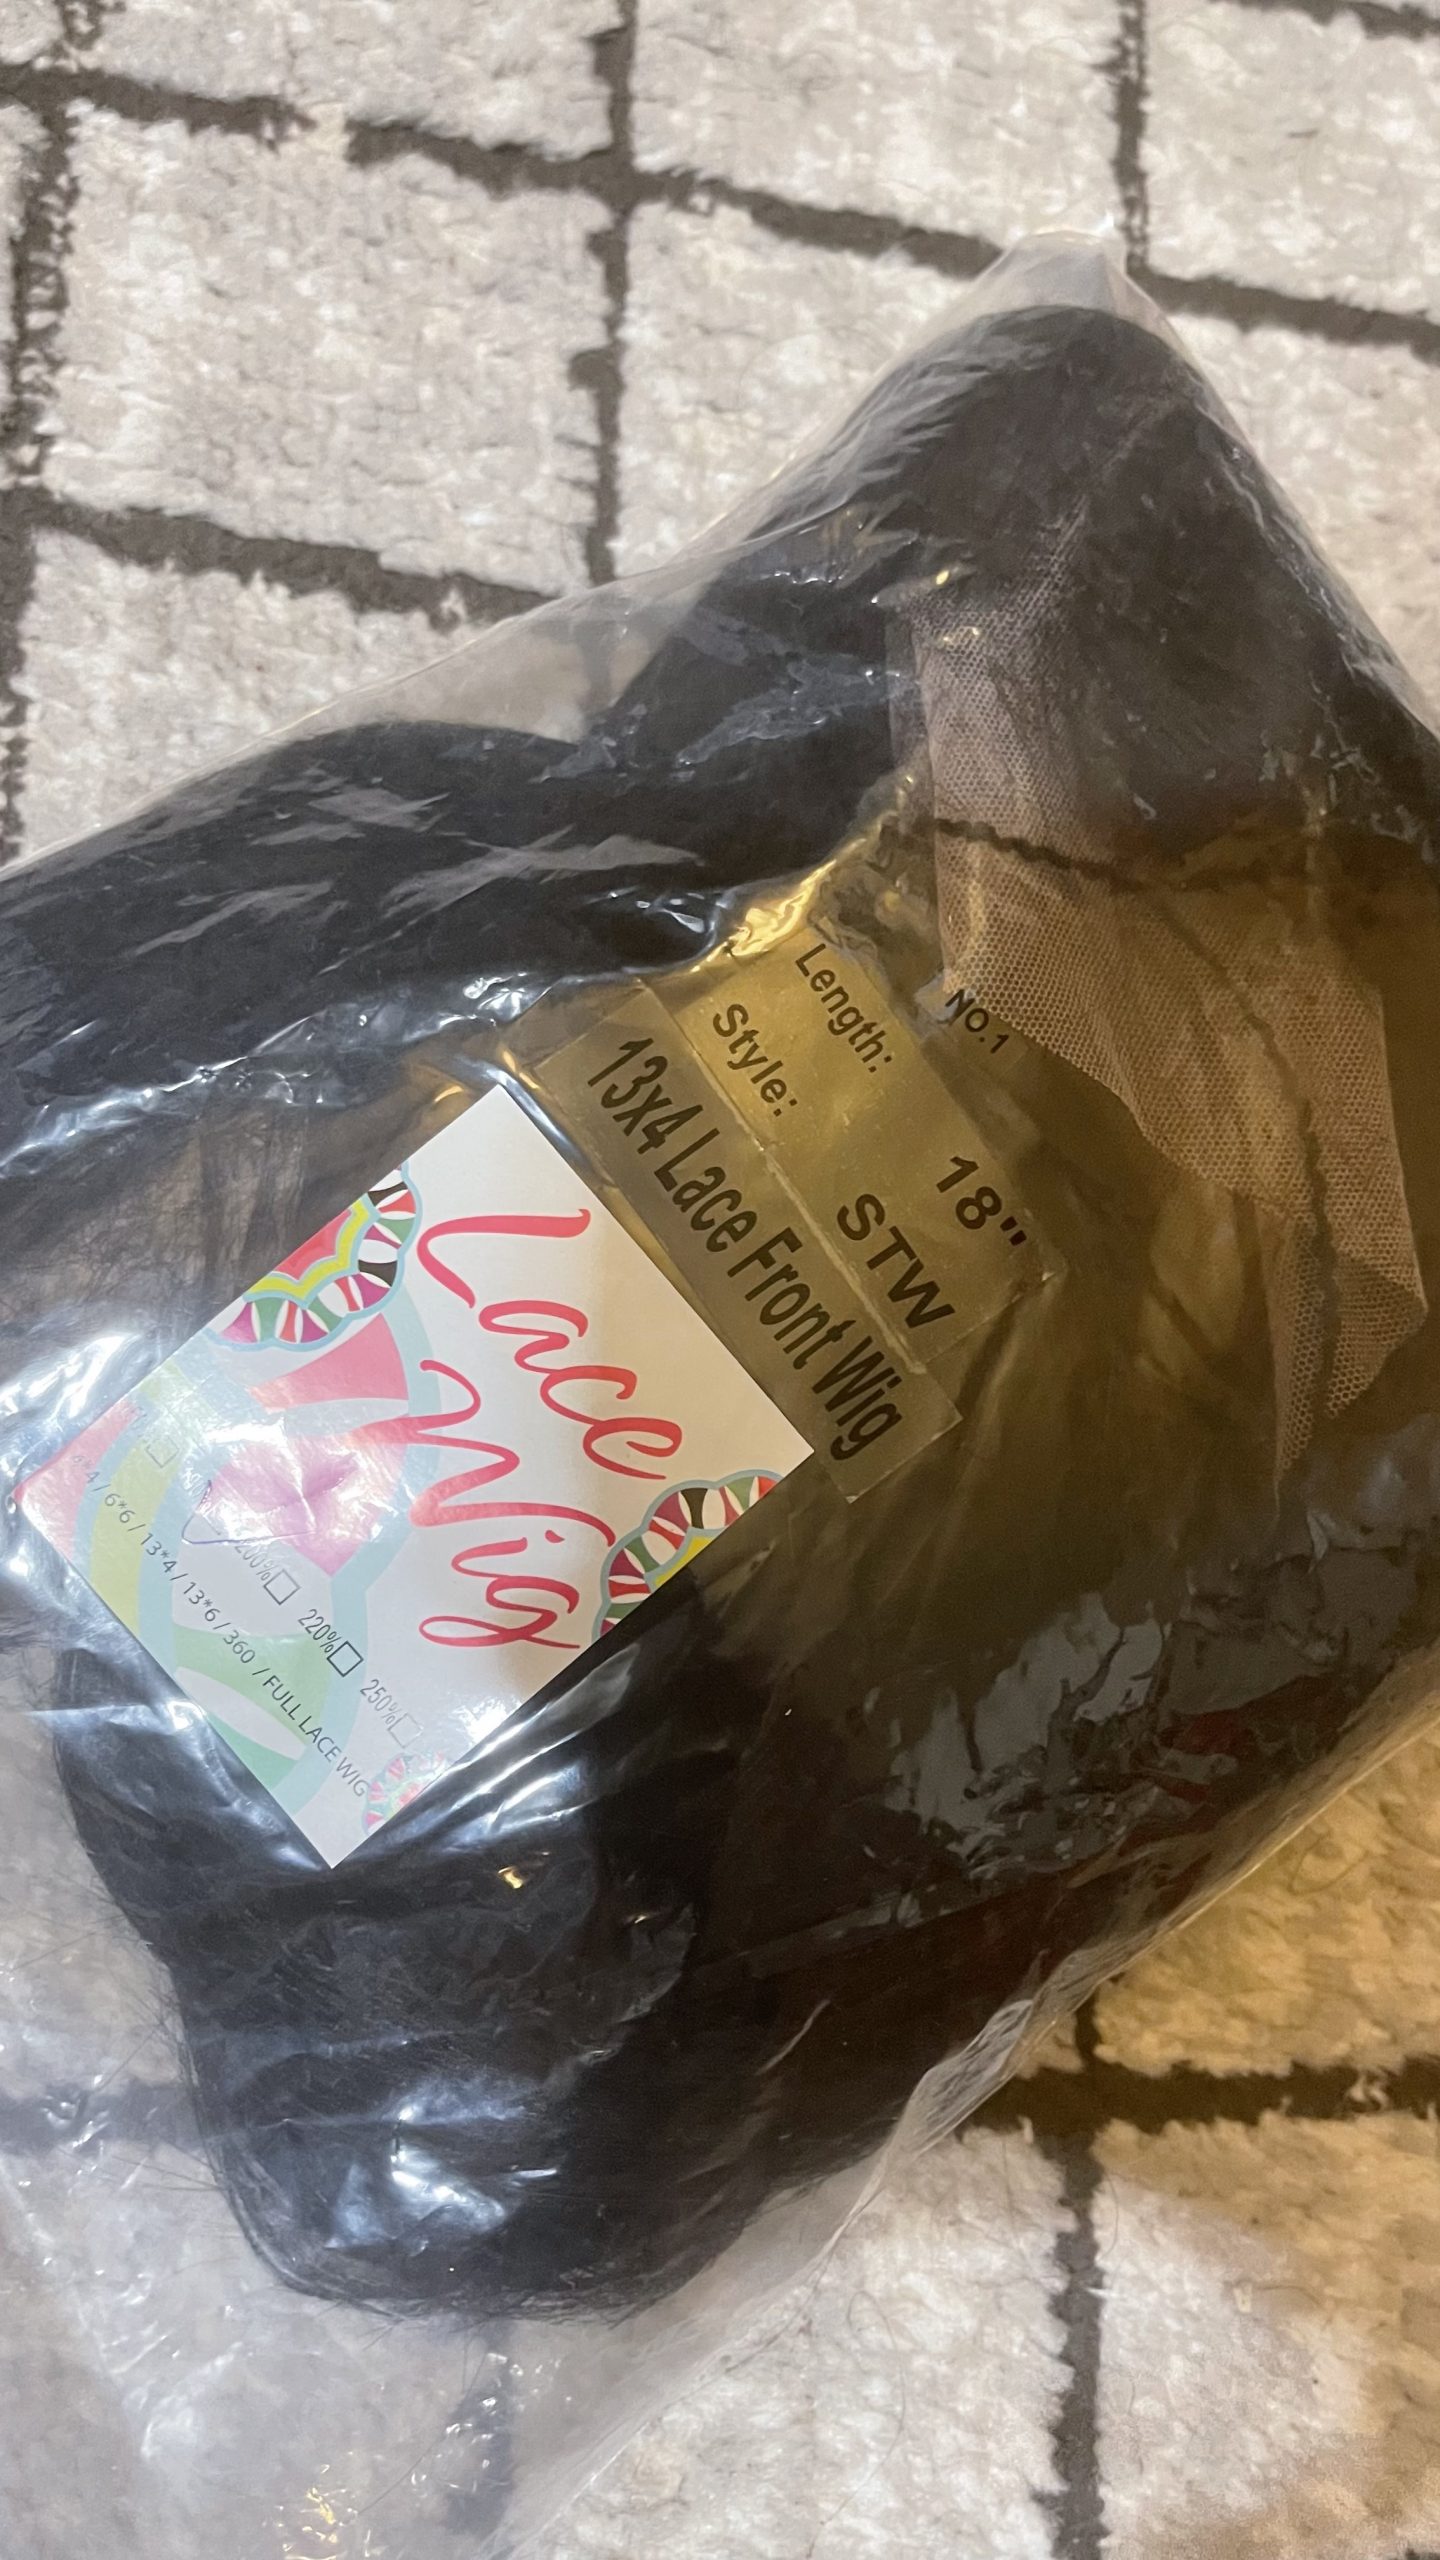 NO.1
Length: 18"
Style: STW
13x4 Lace Front Wig
Lace
Wig
200% 220% 250%
6*6 / 13*4 / 13*6 / 360 / FULL LACE WIG